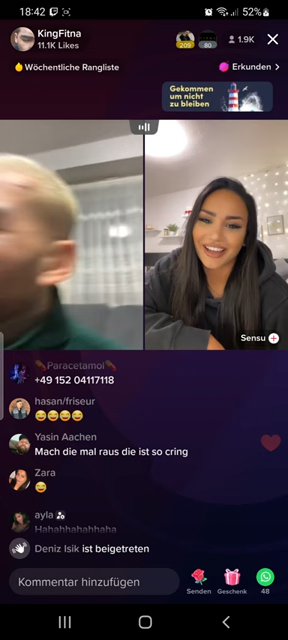 18:42
52%
KingFitna
11.1K Likes
209
80
1.9K
Wöchentliche Rangliste
Erkunden >
Gekommen
um nicht
zu bleiben
Sensu
Paracetamol
+49 152 04117118
hasan/friseur
Yasin Aachen
Mach die mal raus die ist so cring
Zara
ayla
Hahahhahahhaha
Deniz Isik ist beigetreten
Kommentar hinzufügen
Senden
Geschenk
48